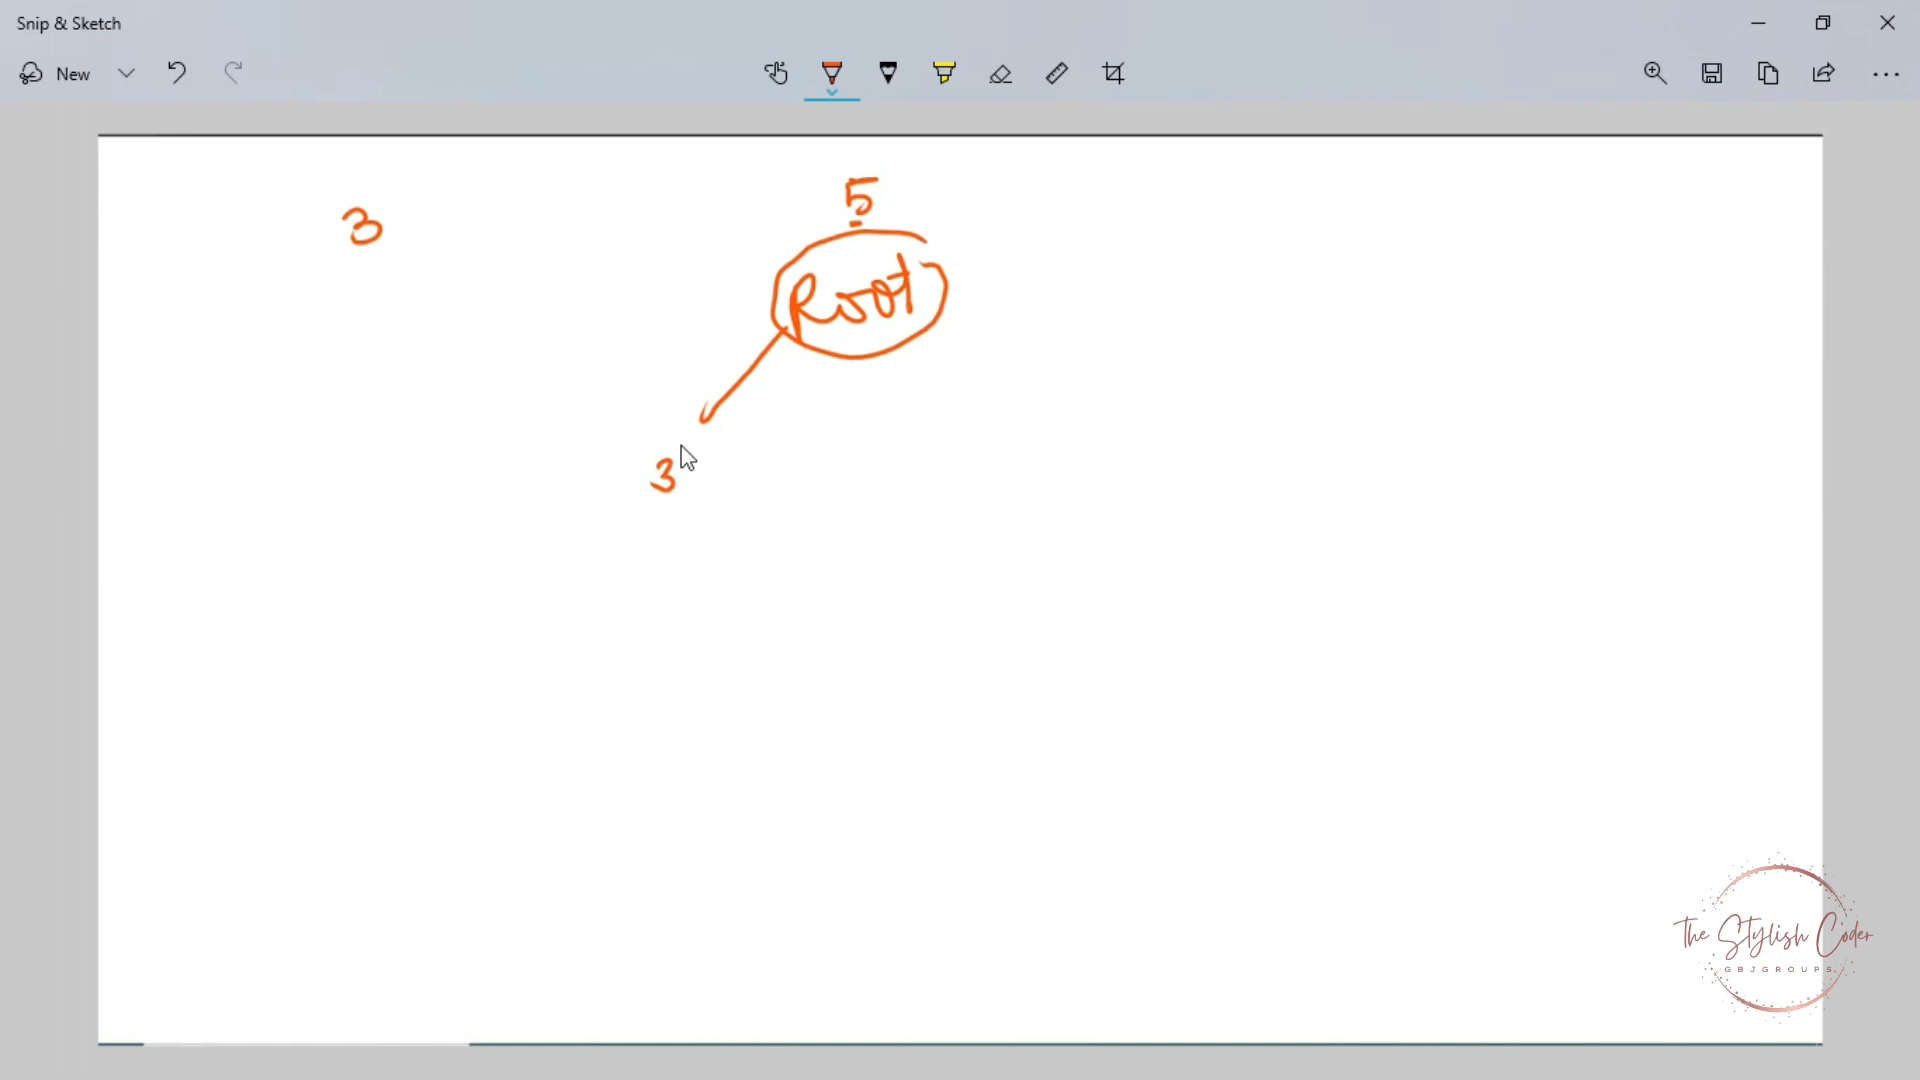 Snip & Sketch
New
3
5
Root
3
The Stylish Coder
GBJGROUPS